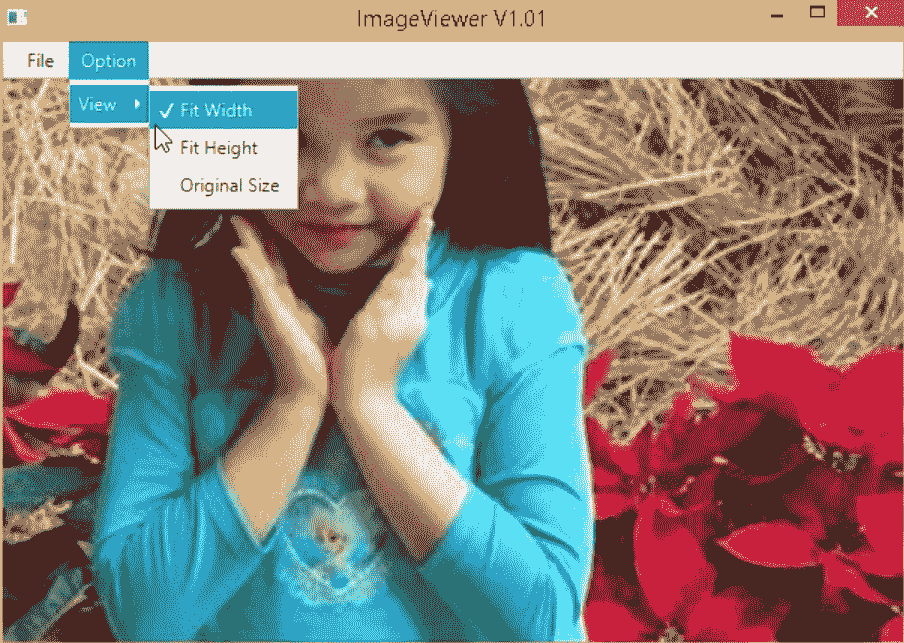 ImageViewer V1.01
File Option
View
Fit Width
Fit Height
Original Size